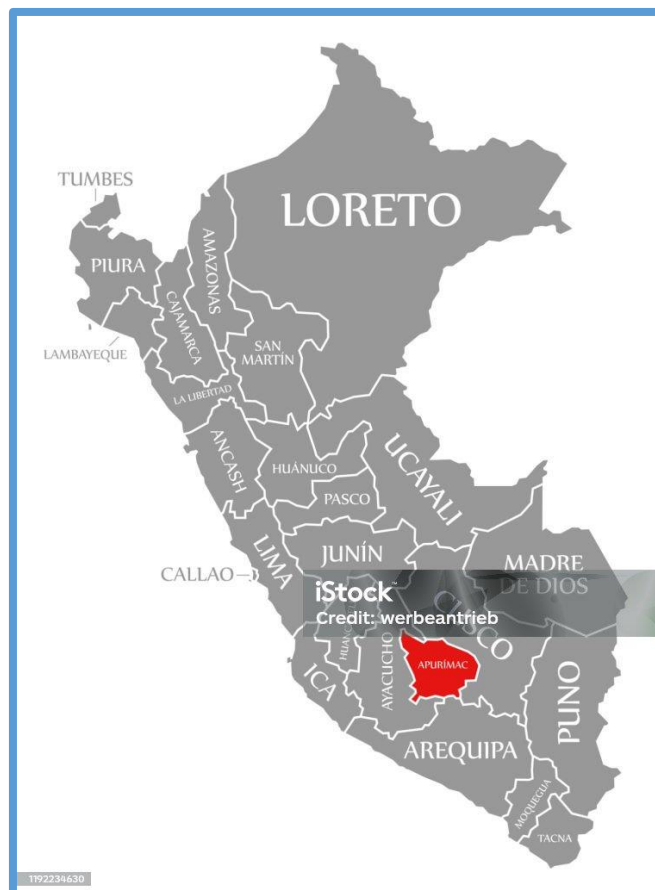 TUMBES
LORETO
PIURA
AMAZONAS
CAJAMARCA
LAMBAYEQUE
SAN
MARTÍN
LA LIBERTAD
ANCASH
HUÁNUCO
UCAYALI
PASCO
LIMA
JUNÍN
MADRE
DE DIOS
CALLAO
iStock™
Credit: werbeantrieb
CUSCO
ICA
AYACUCHO
APURÍMAC
PUNO
AREQUIPA
MOQUEGUA
TACNA
1192234630